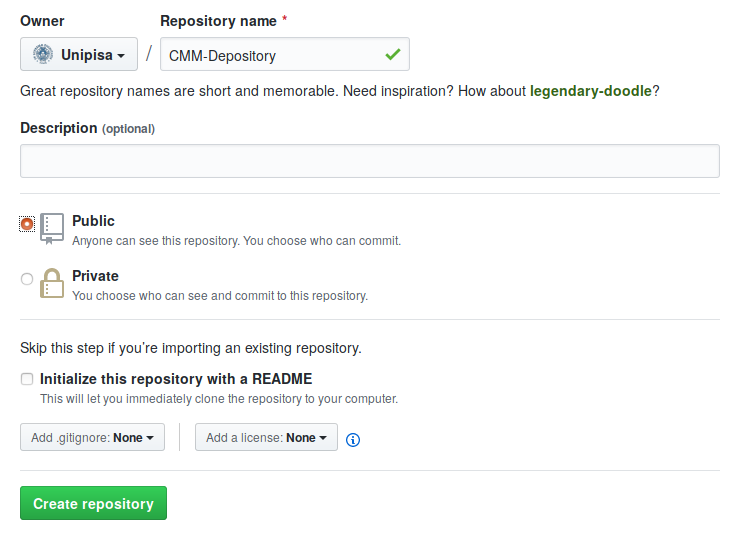 Owner Repository name *
Unipisa / CMM-Depository
Great repository names are short and memorable. Need inspiration? How about legendary-doodle?
Description (optional)
Public
Anyone can see this repository. You choose who can commit.
Private
You choose who can see and commit to this repository.
Skip this step if you’re importing an existing repository.
Initialize this repository with a README
This will let you immediately clone the repository to your computer.
Add .gitignore: None Add a license: None
Create repository